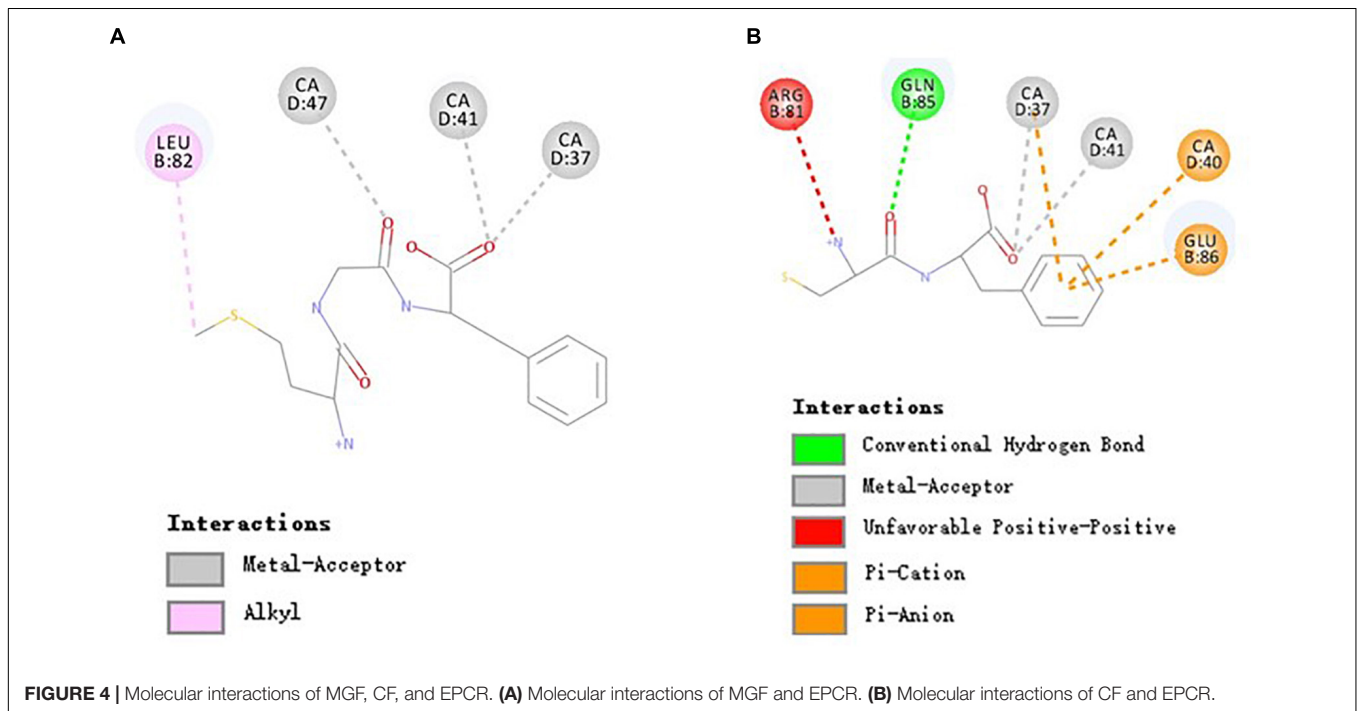 A
CA
D:47
CA
D:41
CA
D:37
LEU
B:82
O
O
O
N
N
S
O
+N
Interactions
Metal-Acceptor
Alkyl
B
ARG
B:81
GLN
B:85
CA
D:37
CA
D:41
CA
D:40
GLU
B:86
O
O
+N
O
N
S
Interactions
Conventional Hydrogen Bond
Metal-Acceptor
Unfavorable Positive-Positive
Pi-Cation
Pi-Anion
FIGURE 4 | Molecular interactions of MGF, CF, and EPCR. (A) Molecular interactions of MGF and EPCR. (B) Molecular interactions of CF and EPCR.